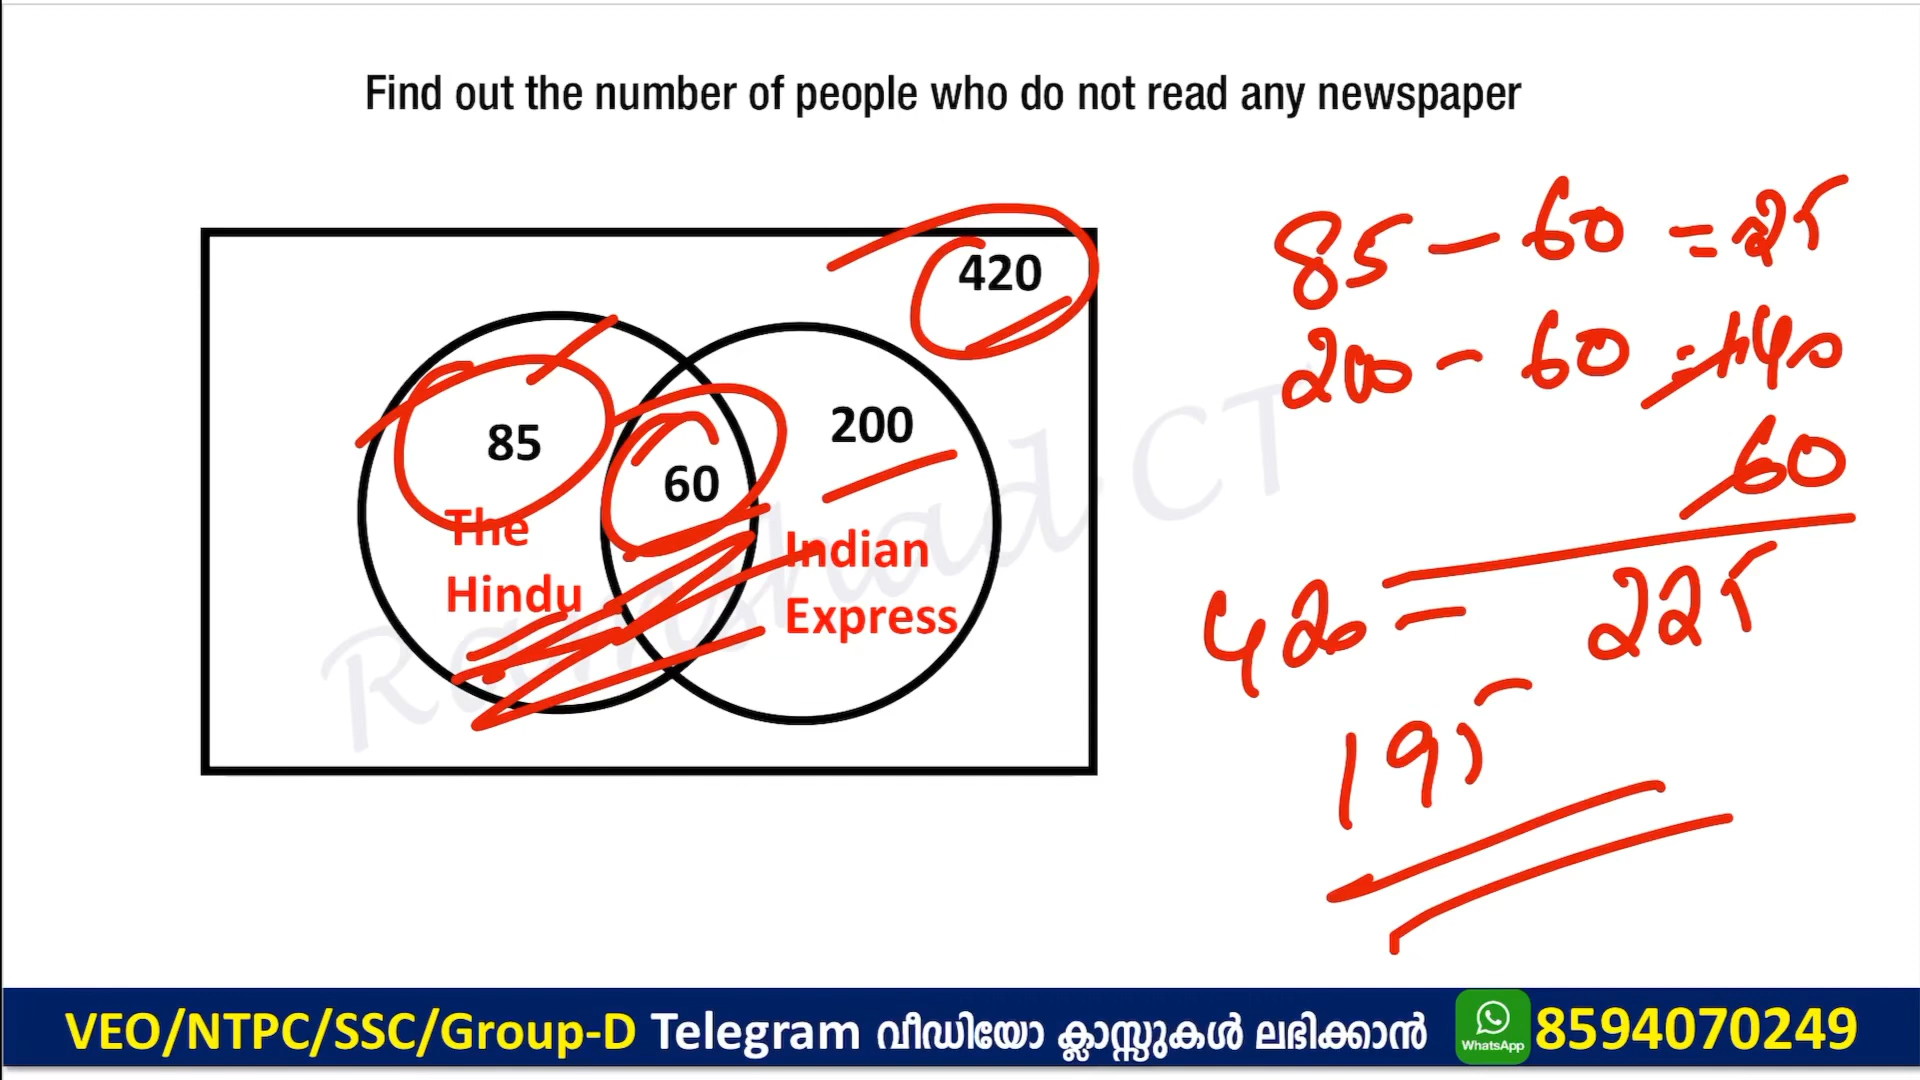 Find out the number of people who do not read any newspaper
420
85
60
200
The
Hindu
Indian
Express
85 - 60 = 25
200 - 60 = 140
60
420 - 225
195
Ramshad CT
VEO/NTPC/SSC/Group-D Telegram വീഡിയോ ക്ലാസ്സുകൾ ലഭിക്കാൻ WhatsApp 8594070249